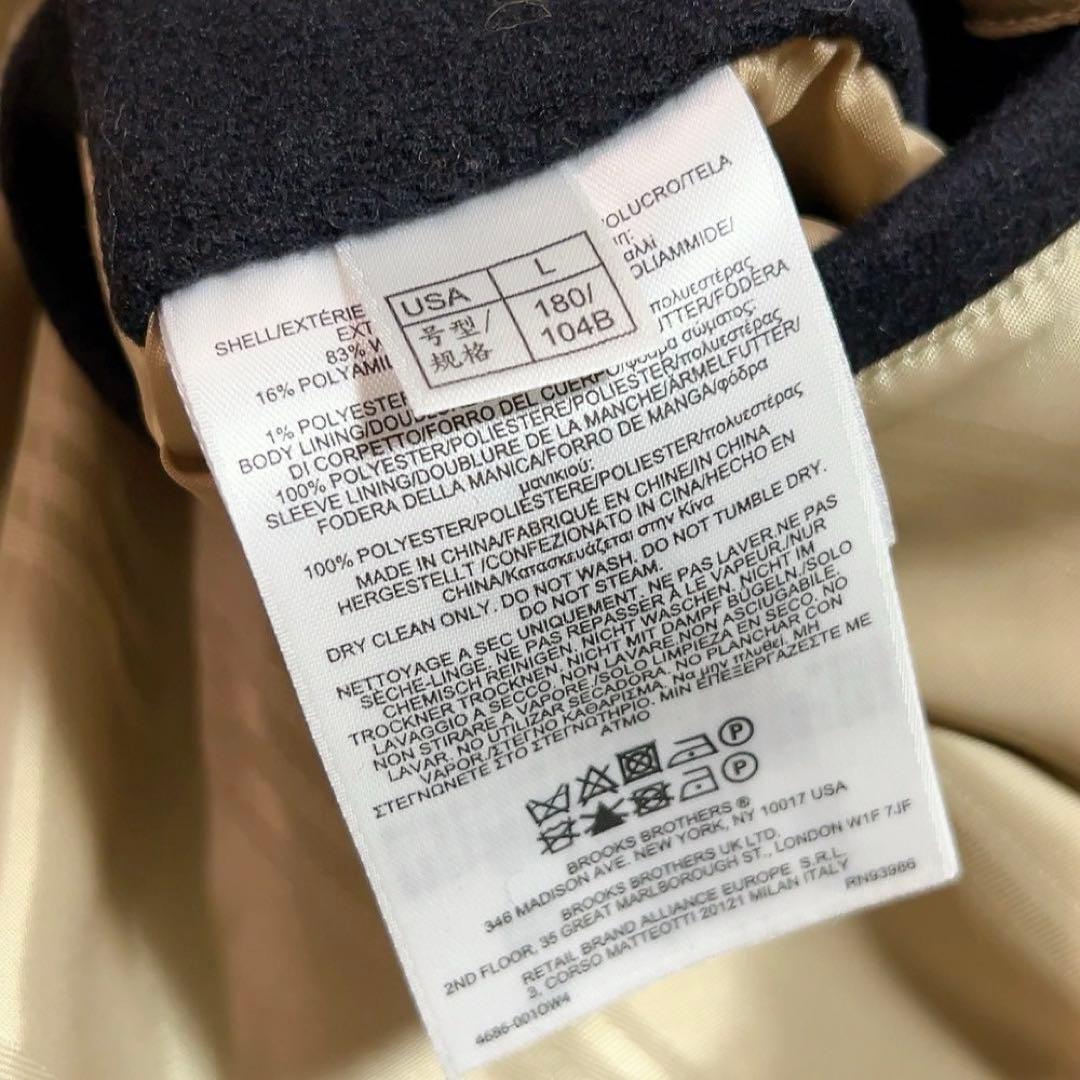 USA L
号型/规格 180/104B
OLUCRO/TELA
SHELL/EXTÉRIE
EXT
83% W
16% POLYAMID
OLIAMMIDE/
πολυεστέρας
1% POLYESTER
TTER/FODERA
BODY LINING/DOU
DI CORPETTO/FORRO DEL CUERPO/φόδρα σώματος:
100% POLYESTER/POLIESTERE/POLIESTER/πολυεστέρας
SLEEVE LINING/DOUBLURE DE LA MANCHE/ÄRMELFUTTER/
FODERA DELLA MANICA/FORRO DE MANGA/φόδρα
μανικιού:
100% POLYESTER/POLIESTERE/POLIESTER/πολυεστέρας
MADE IN CHINA/FABRIQUÉ EN CHINE/IN CHINA
HERGESTELLT /CONFEZIONATO IN CINA/HECHO EN
CHINA/Κατασκευάζεται στην Κίνα
DRY CLEAN ONLY. DO NOT WASH. DO NOT TUMBLE DRY.
DO NOT STEAM.
NETTOYAGE A SEC UNIQUEMENT. NE PAS LAVER.NE PAS
SÈCHE-LINGE. NE PAS REPASSER À LE VAPEUR./NUR
CHEMISCH REINIGEN. NICHT WASCHEN. NICHT IM
TROCKNER TROCKNEN. NICHT MIT DAMPF BÜGELN./SOLO
LAVAGGIO A SECCO. NON LAVARE.NON ASCIUGABILE
NON STIRARE A VAPORE/SOLO LIMPIEZA EN SECO. NO
LAVAR. NO UTILIZAR SECADORA. NO PLANCHAR CON
VAPOR./ΣΤΕΓΝΟ ΚΑΘΑΡΙΣΜΑ. Να μην πλυθεί. ΜΗ
ΣΤΕΓΝΩΝΕΤΕ ΣΤΟ ΣΤΕΓΝΩΤΗΡΙΟ. ΜΙΝ ΕΠΕΞΕΡΓΑΖΕΣΤΕ ΜΕ
ΑΤΜΟ
P
P
BROOKS BROTHERS ®
346 MADISON AVE. NEW YORK, NY 10017 USA
BROOKS BROTHERS UK LTD.
2ND FLOOR, 35 GREAT MARLBOROUGH ST., LONDON W1F 7JF
RETAIL BRAND ALLIANCE EUROPE S.R.L.
3, CORSO MATTEOTTI 20121 MILAN ITALY
RN93986
4686-001OW4